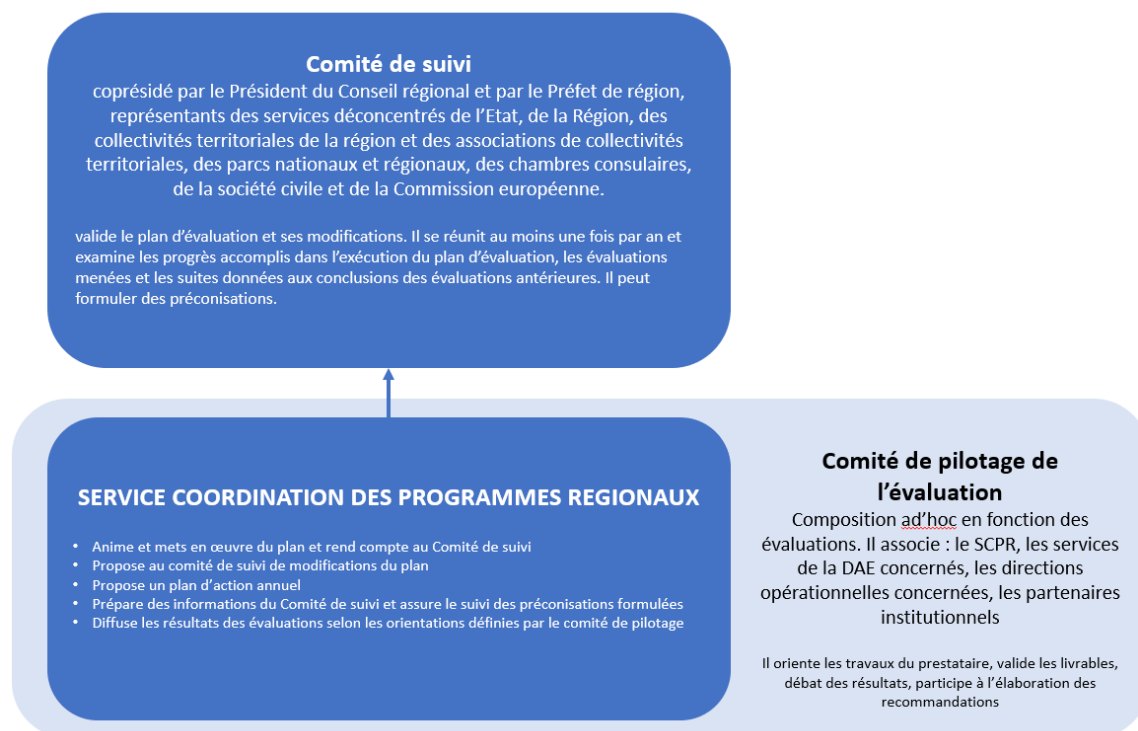 Comité de suivi
coprésidé par le Président du Conseil régional et par le Préfet de région,
représentants des services déconcentrés de l’Etat, de la Région, des
collectivités territoriales de la région et des associations de collectivités
territoriales, des parcs nationaux et régionaux, des chambres consulaires,
de la société civile et de la Commission européenne.
valide le plan d’évaluation et ses modifications. Il se réunit au moins une fois par an et
examine les progrès accomplis dans l’exécution du plan d’évaluation, les évaluations
menées et les suites données aux conclusions des évaluations antérieures. Il peut
formuler des préconisations.
SERVICE COORDINATION DES PROGRAMMES REGIONAUX
• Anime et mets en œuvre du plan et rend compte au Comité de suivi
• Propose au comité de suivi de modifications du plan
• Propose un plan d’action annuel
• Prépare des informations du Comité de suivi et assure le suivi des préconisations formulées
• Diffuse les résultats des évaluations selon les orientations définies par le comité de pilotage
Comité de pilotage de
l’évaluation
Composition ad’hoc en fonction des
évaluations. Il associe : le SCPR, les services
de la DAE concernés, les directions
opérationnelles concernées, les partenaires
institutionnels
Il oriente les travaux du prestataire, valide les livrables,
débat des résultats, participe à l’élaboration des
recommandations